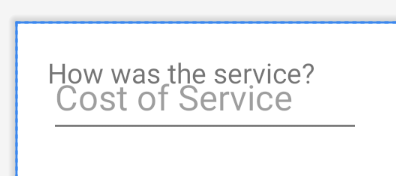 How was the service?
Cost of Service